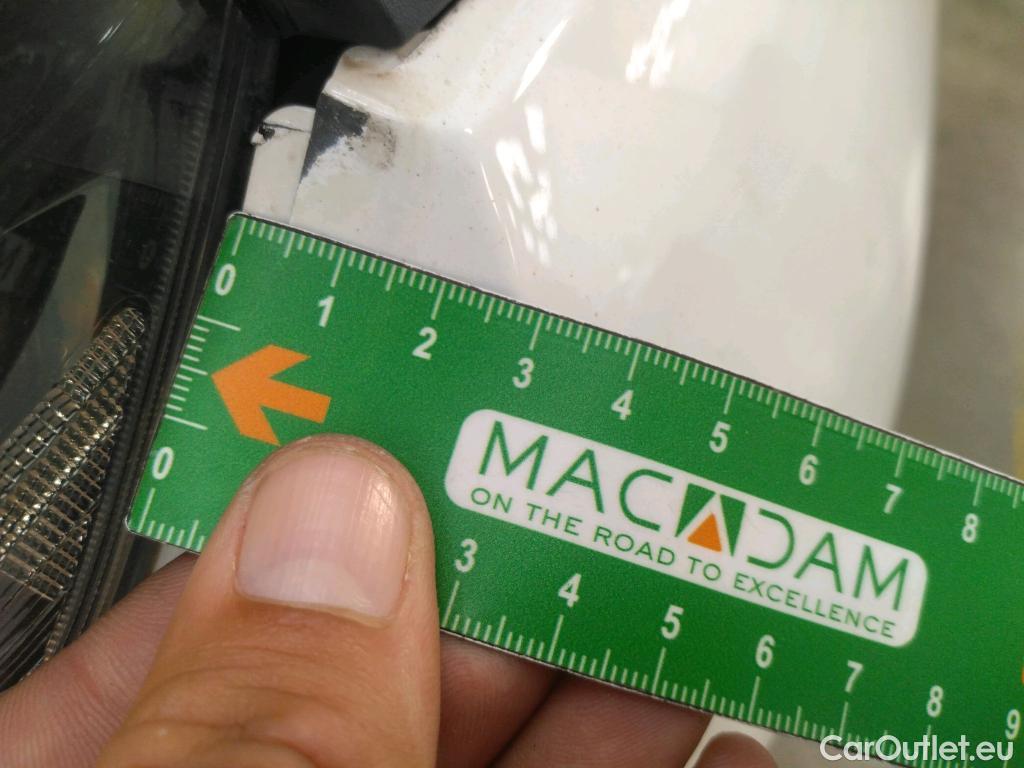 0 1 2 3 4 5 6 7 8
MACADAM
ON THE ROAD TO EXCELLENCE
0 3 4 5 6 7 8 9
CarOutlet.eu